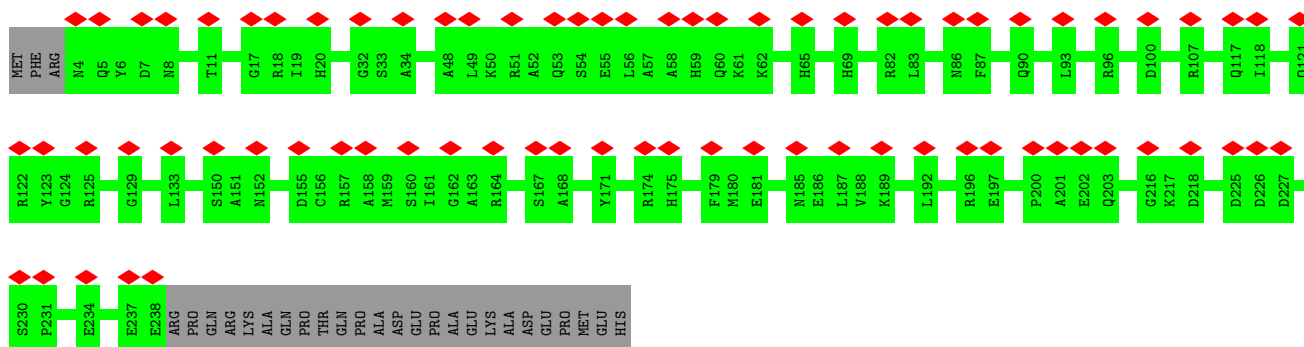 MET PHE ARG N4 Q5 Y6 D7 N8 T11 G17 R18 I19 H20 G32 S33 A34 A48 L49 K50 R51 A52 Q53 S54 E55 L56 A57 A58 H59 Q60 K61 K62 H65 H69 R82 L83 N86 F87 Q90 L93 R96 D100 R107 Q117 I118 Q121
R122 Y123 G124 R125 G129 L133 S150 A151 N152 D155 C156 R157 A158 M159 S160 I161 G162 A163 R164 S167 A168 Y171 R174 H175 F179 M180 E181 N185 E186 L187 V188 K189 L192 R196 E197 P200 A201 E202 Q203 G216 K217 D218 D225 D226 D227
S230 P231 E234 E237 E238 ARG PRO GLN ARG LYS ALA GLN PRO THR GLN PRO ALA ASP GLU PRO ALA GLU LYS ALA ASP GLU PRO MET GLU HIS